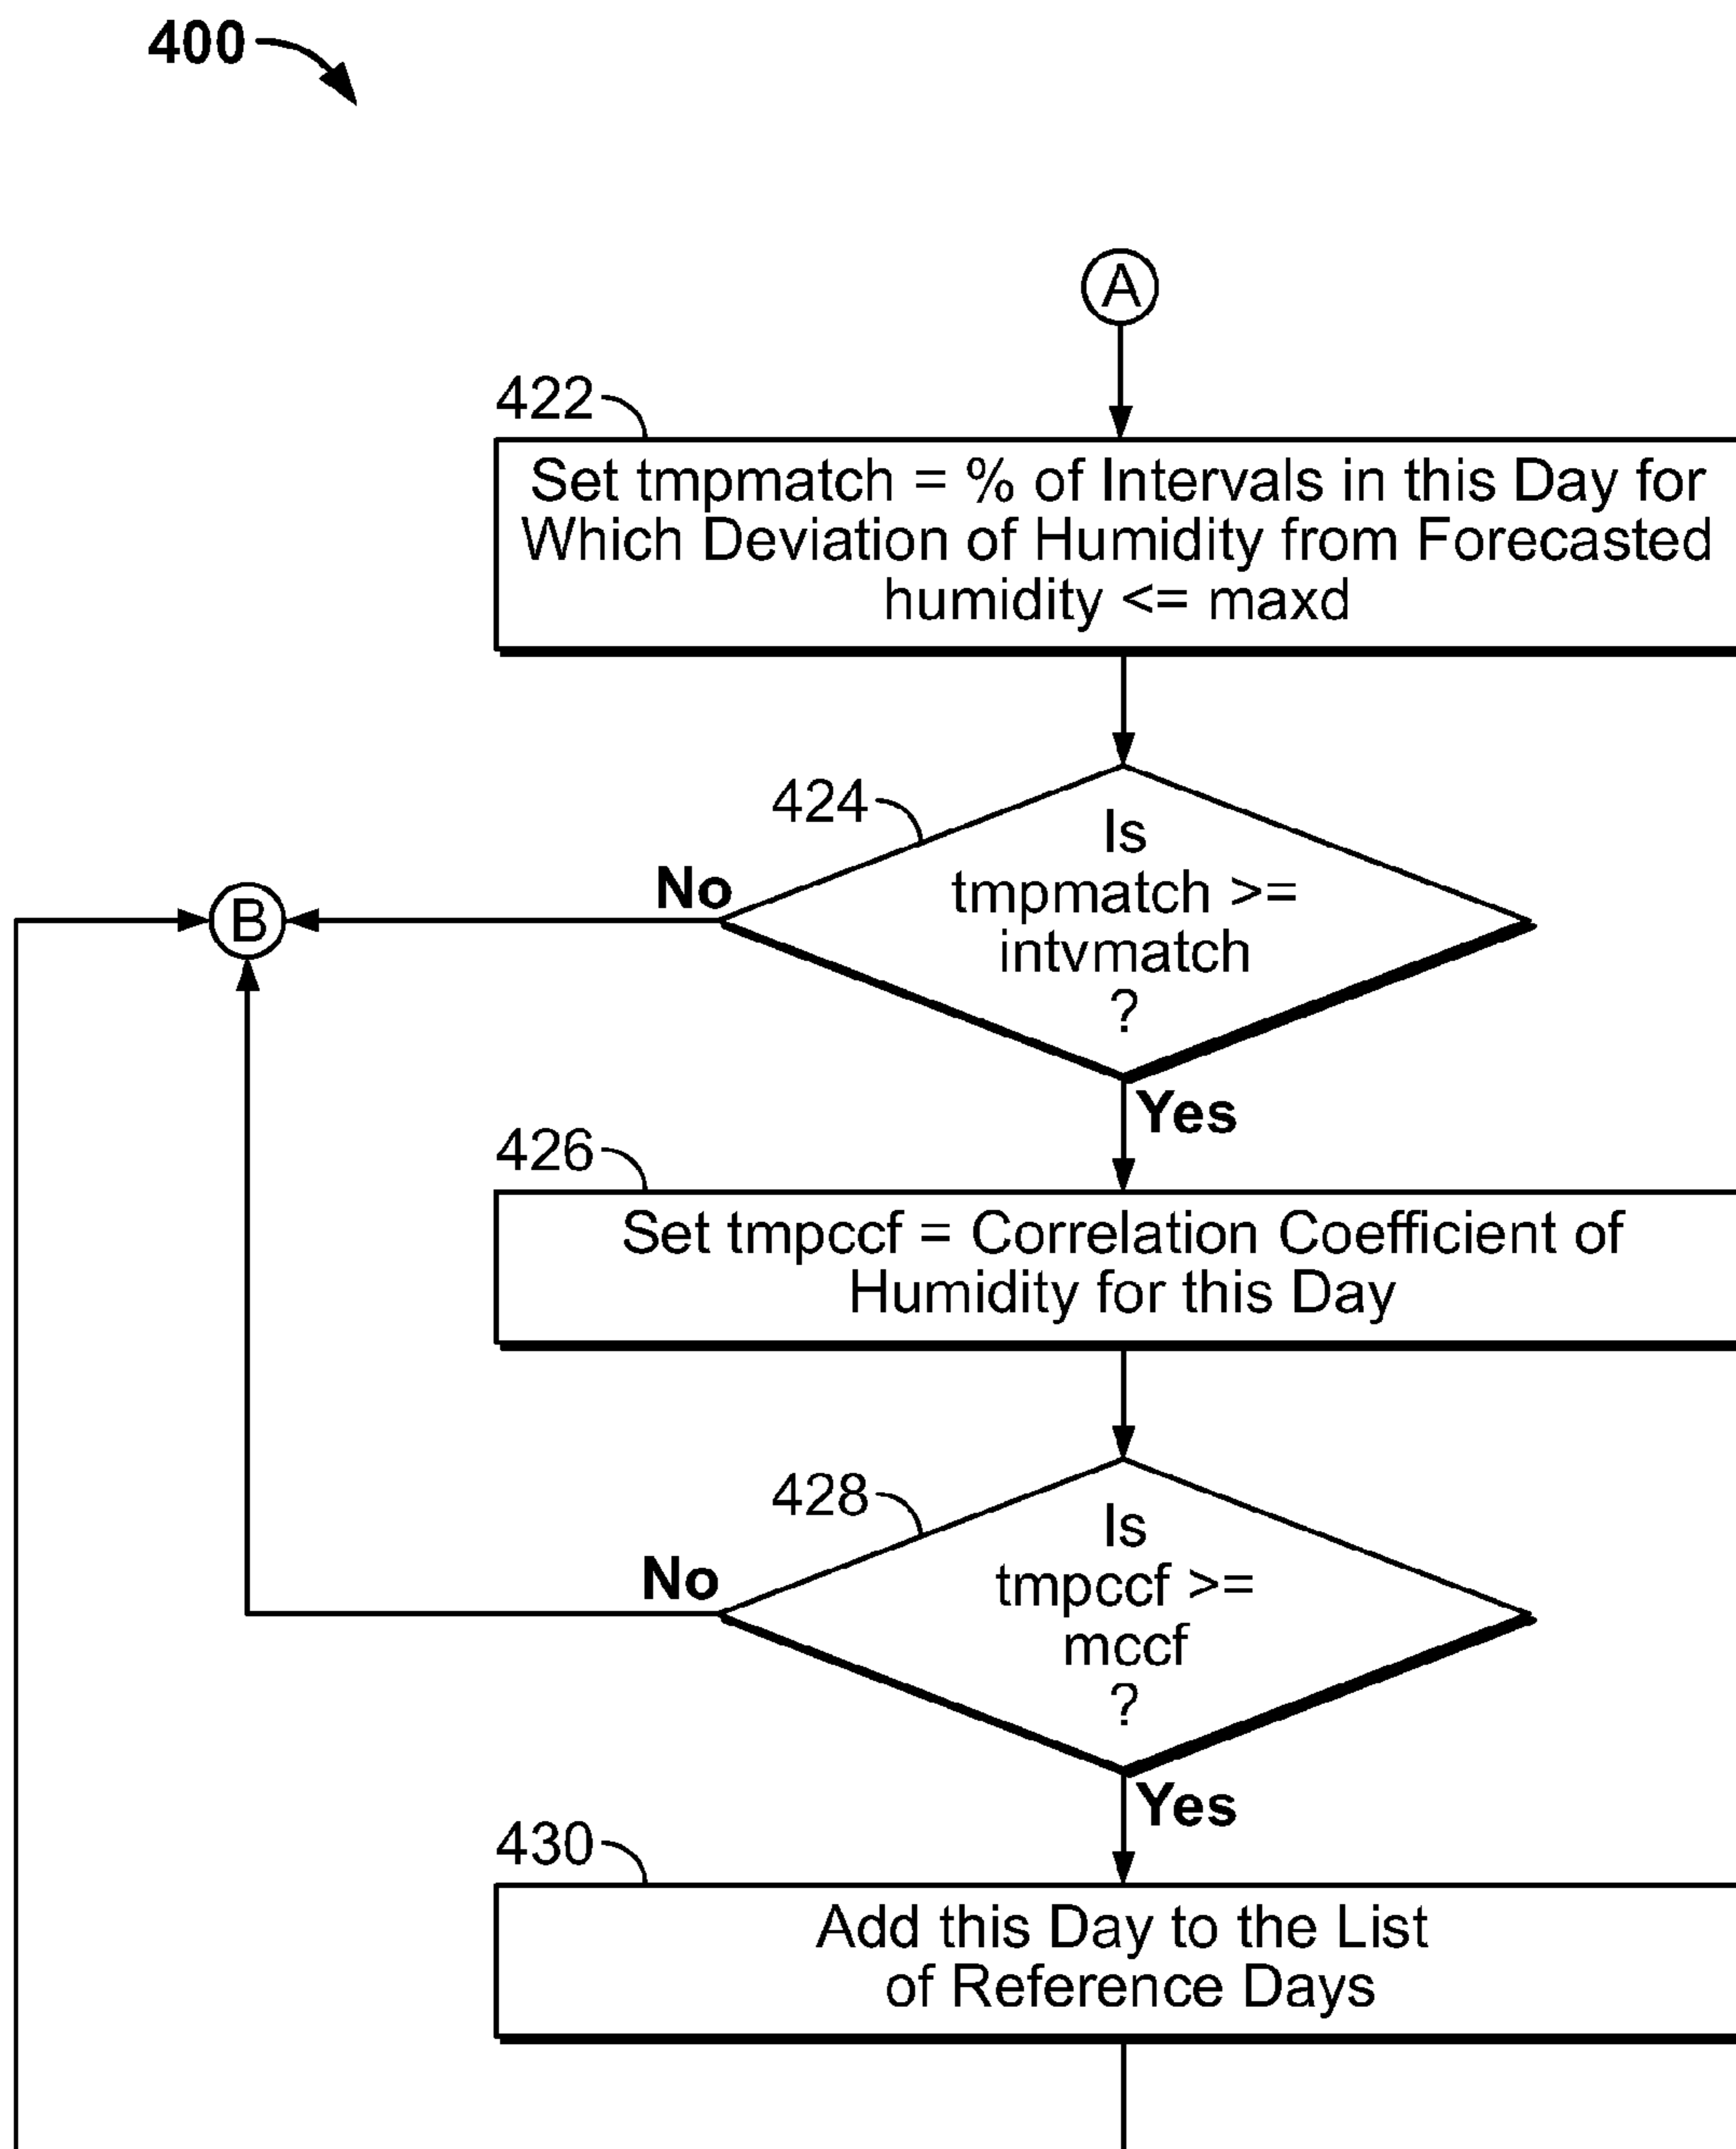 400
A
422
Set tmpmatch = % of Intervals in this Day for
Which Deviation of Humidity from Forecasted
humidity <= maxd
424
Is
tmpmatch >=
intvmatch
?
No
B
Yes
426
Set tmpccf = Correlation Coefficient of
Humidity for this Day
428
Is
tmpccf >=
mccf
?
No
Yes
430
Add this Day to the List
of Reference Days